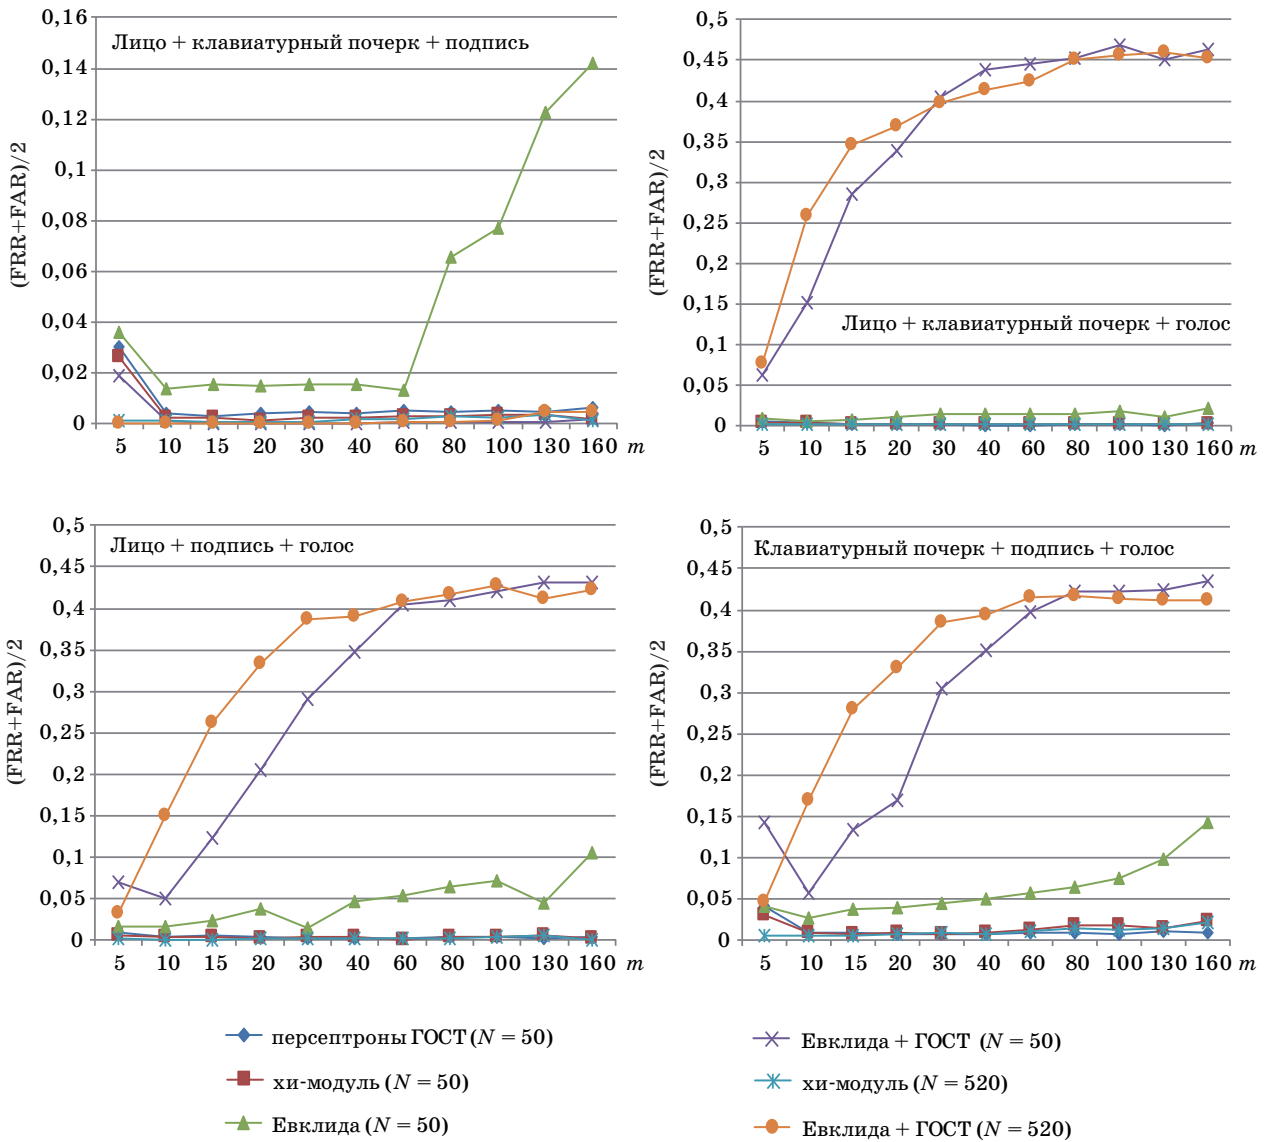 0,16
0,14
0,12
0,1
0,08
0,06
0,04
0,02
0
(FRR+FAR)/2
Лицо + клавиатурный почерк + подпись
5 10 15 20 30 40 60 80 100 130 160 m
0,5
0,45
0,4
0,35
0,3
0,25
0,2
0,15
0,1
0,05
0
(FRR+FAR)/2
Лицо + клавиатурный почерк + голос
5 10 15 20 30 40 60 80 100 130 160 m
0,5
0,45
0,4
0,35
0,3
0,25
0,2
0,15
0,1
0,05
0
(FRR+FAR)/2
Лицо + подпись + голос
5 10 15 20 30 40 60 80 100 130 160 m
0,5
0,45
0,4
0,35
0,3
0,25
0,2
0,15
0,1
0,05
0
(FRR+FAR)/2
Клавиатурный почерк + подпись + голос
5 10 15 20 30 40 60 80 100 130 160 m
персептроны ГОСТ (N = 50)
хи-модуль (N = 50)
Евклида (N = 50)
Евклида + ГОСТ (N = 50)
хи-модуль (N = 520)
Евклида + ГОСТ (N = 520)